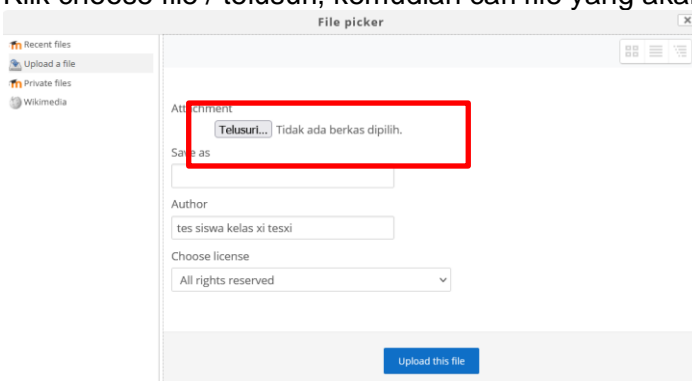 Klik choose file / telusuri, kemudian cari file yang akan
File picker
Recent files
Upload a file
Private files
Wikimedia
Attachment
Telusuri... Tidak ada berkas dipilih.
Save as
Author
tes siswa kelas xi tesxi
Choose license
All rights reserved
Upload this file